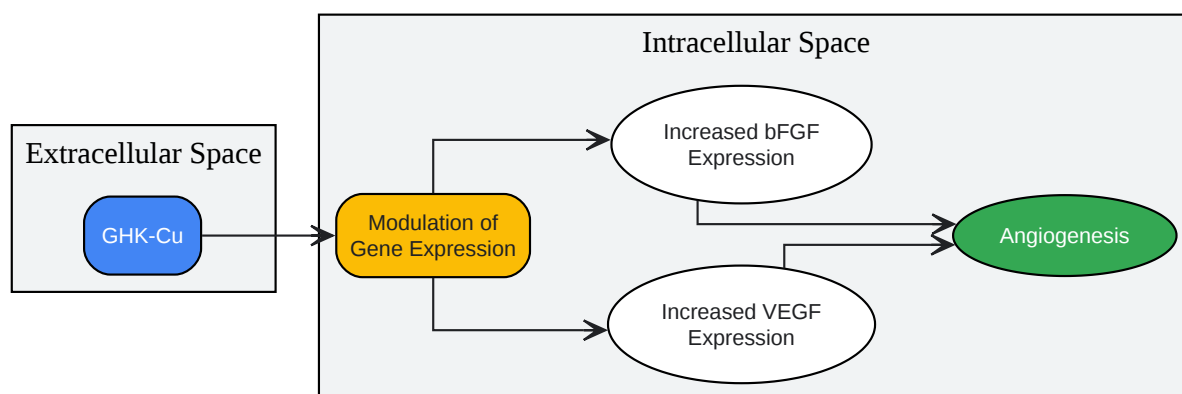 Intracellular Space
Extracellular Space
GHK-Cu
Modulation of
Gene Expression
Increased bFGF
Expression
Increased VEGF
Expression
Angiogenesis